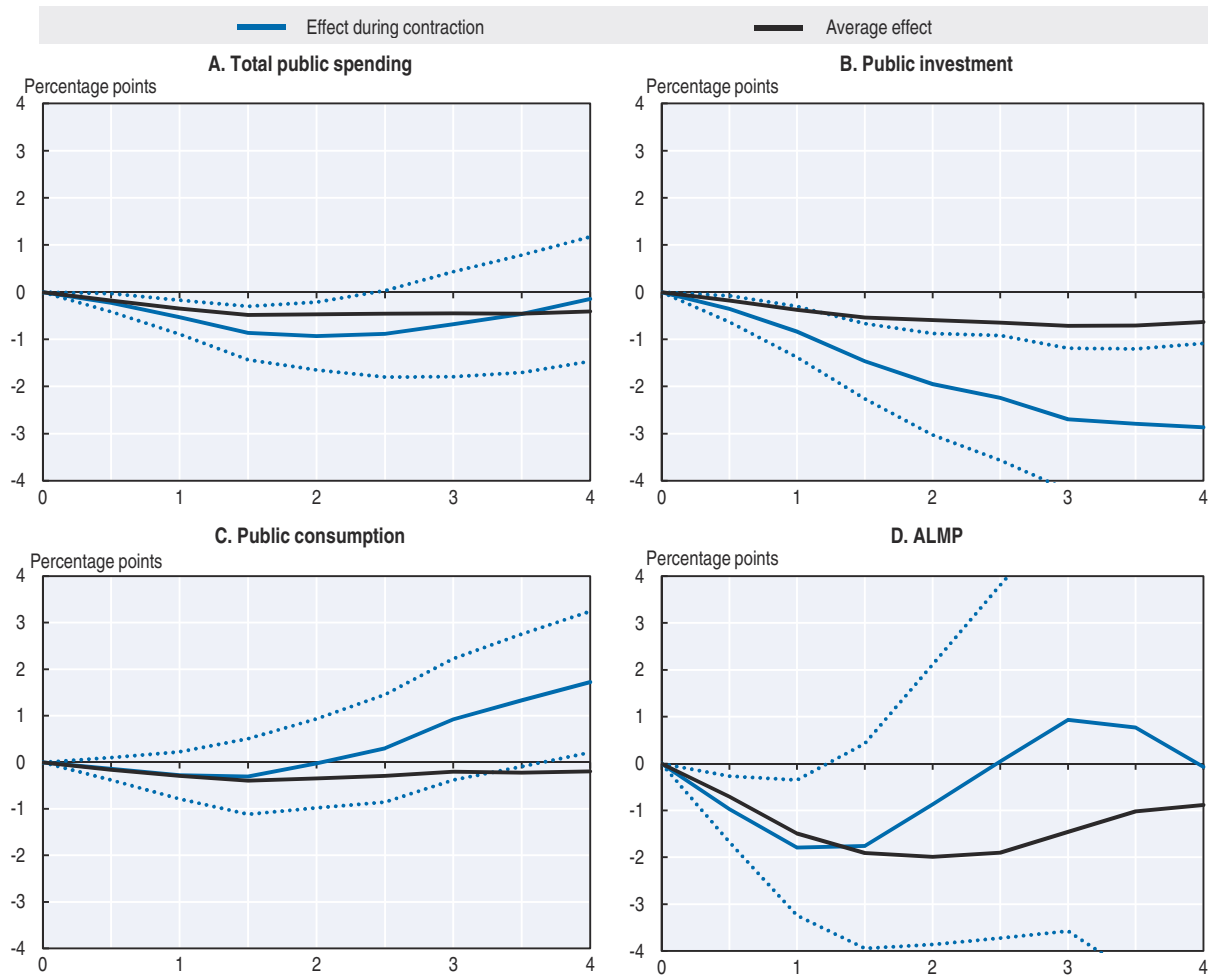 Effect during contraction
Average effect
A. Total public spending
Percentage points
4
3
2
1
0
-1
-2
-3
-4
0 1 2 3 4
B. Public investment
Percentage points
4
3
2
1
0
-1
-2
-3
-4
0 1 2 3 4
C. Public consumption
Percentage points
4
3
2
1
0
-1
-2
-3
-4
0 1 2 3 4
D. ALMP
Percentage points
4
3
2
1
0
-1
-2
-3
-4
0 1 2 3 4